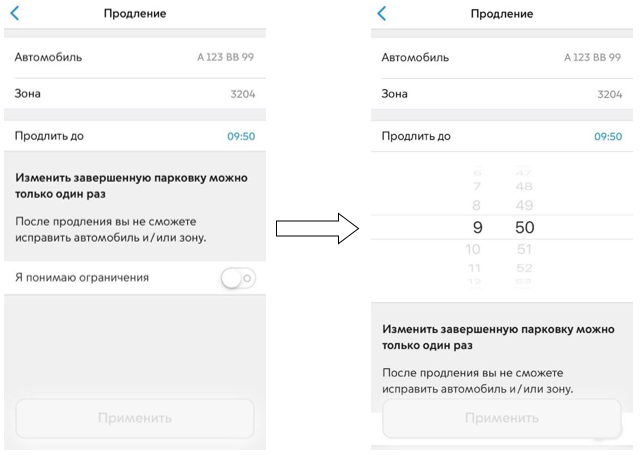 Продление
Автомобиль А 123 ВВ 99
Зона 3204
Продлить до 09:50
Изменить завершенную парковку можно
только один раз
После продления вы не сможете
исправить автомобиль и/или зону.
Я понимаю ограничения
Применить
Продление
Автомобиль А 123 ВВ 99
Зона 3204
Продлить до 09:50
6 47
7 48
8 49
9 50
10 51
11 52
12 53
Изменить завершенную парковку можно
только один раз
После продления вы не сможете
исправить автомобиль и/или зону.
Применить